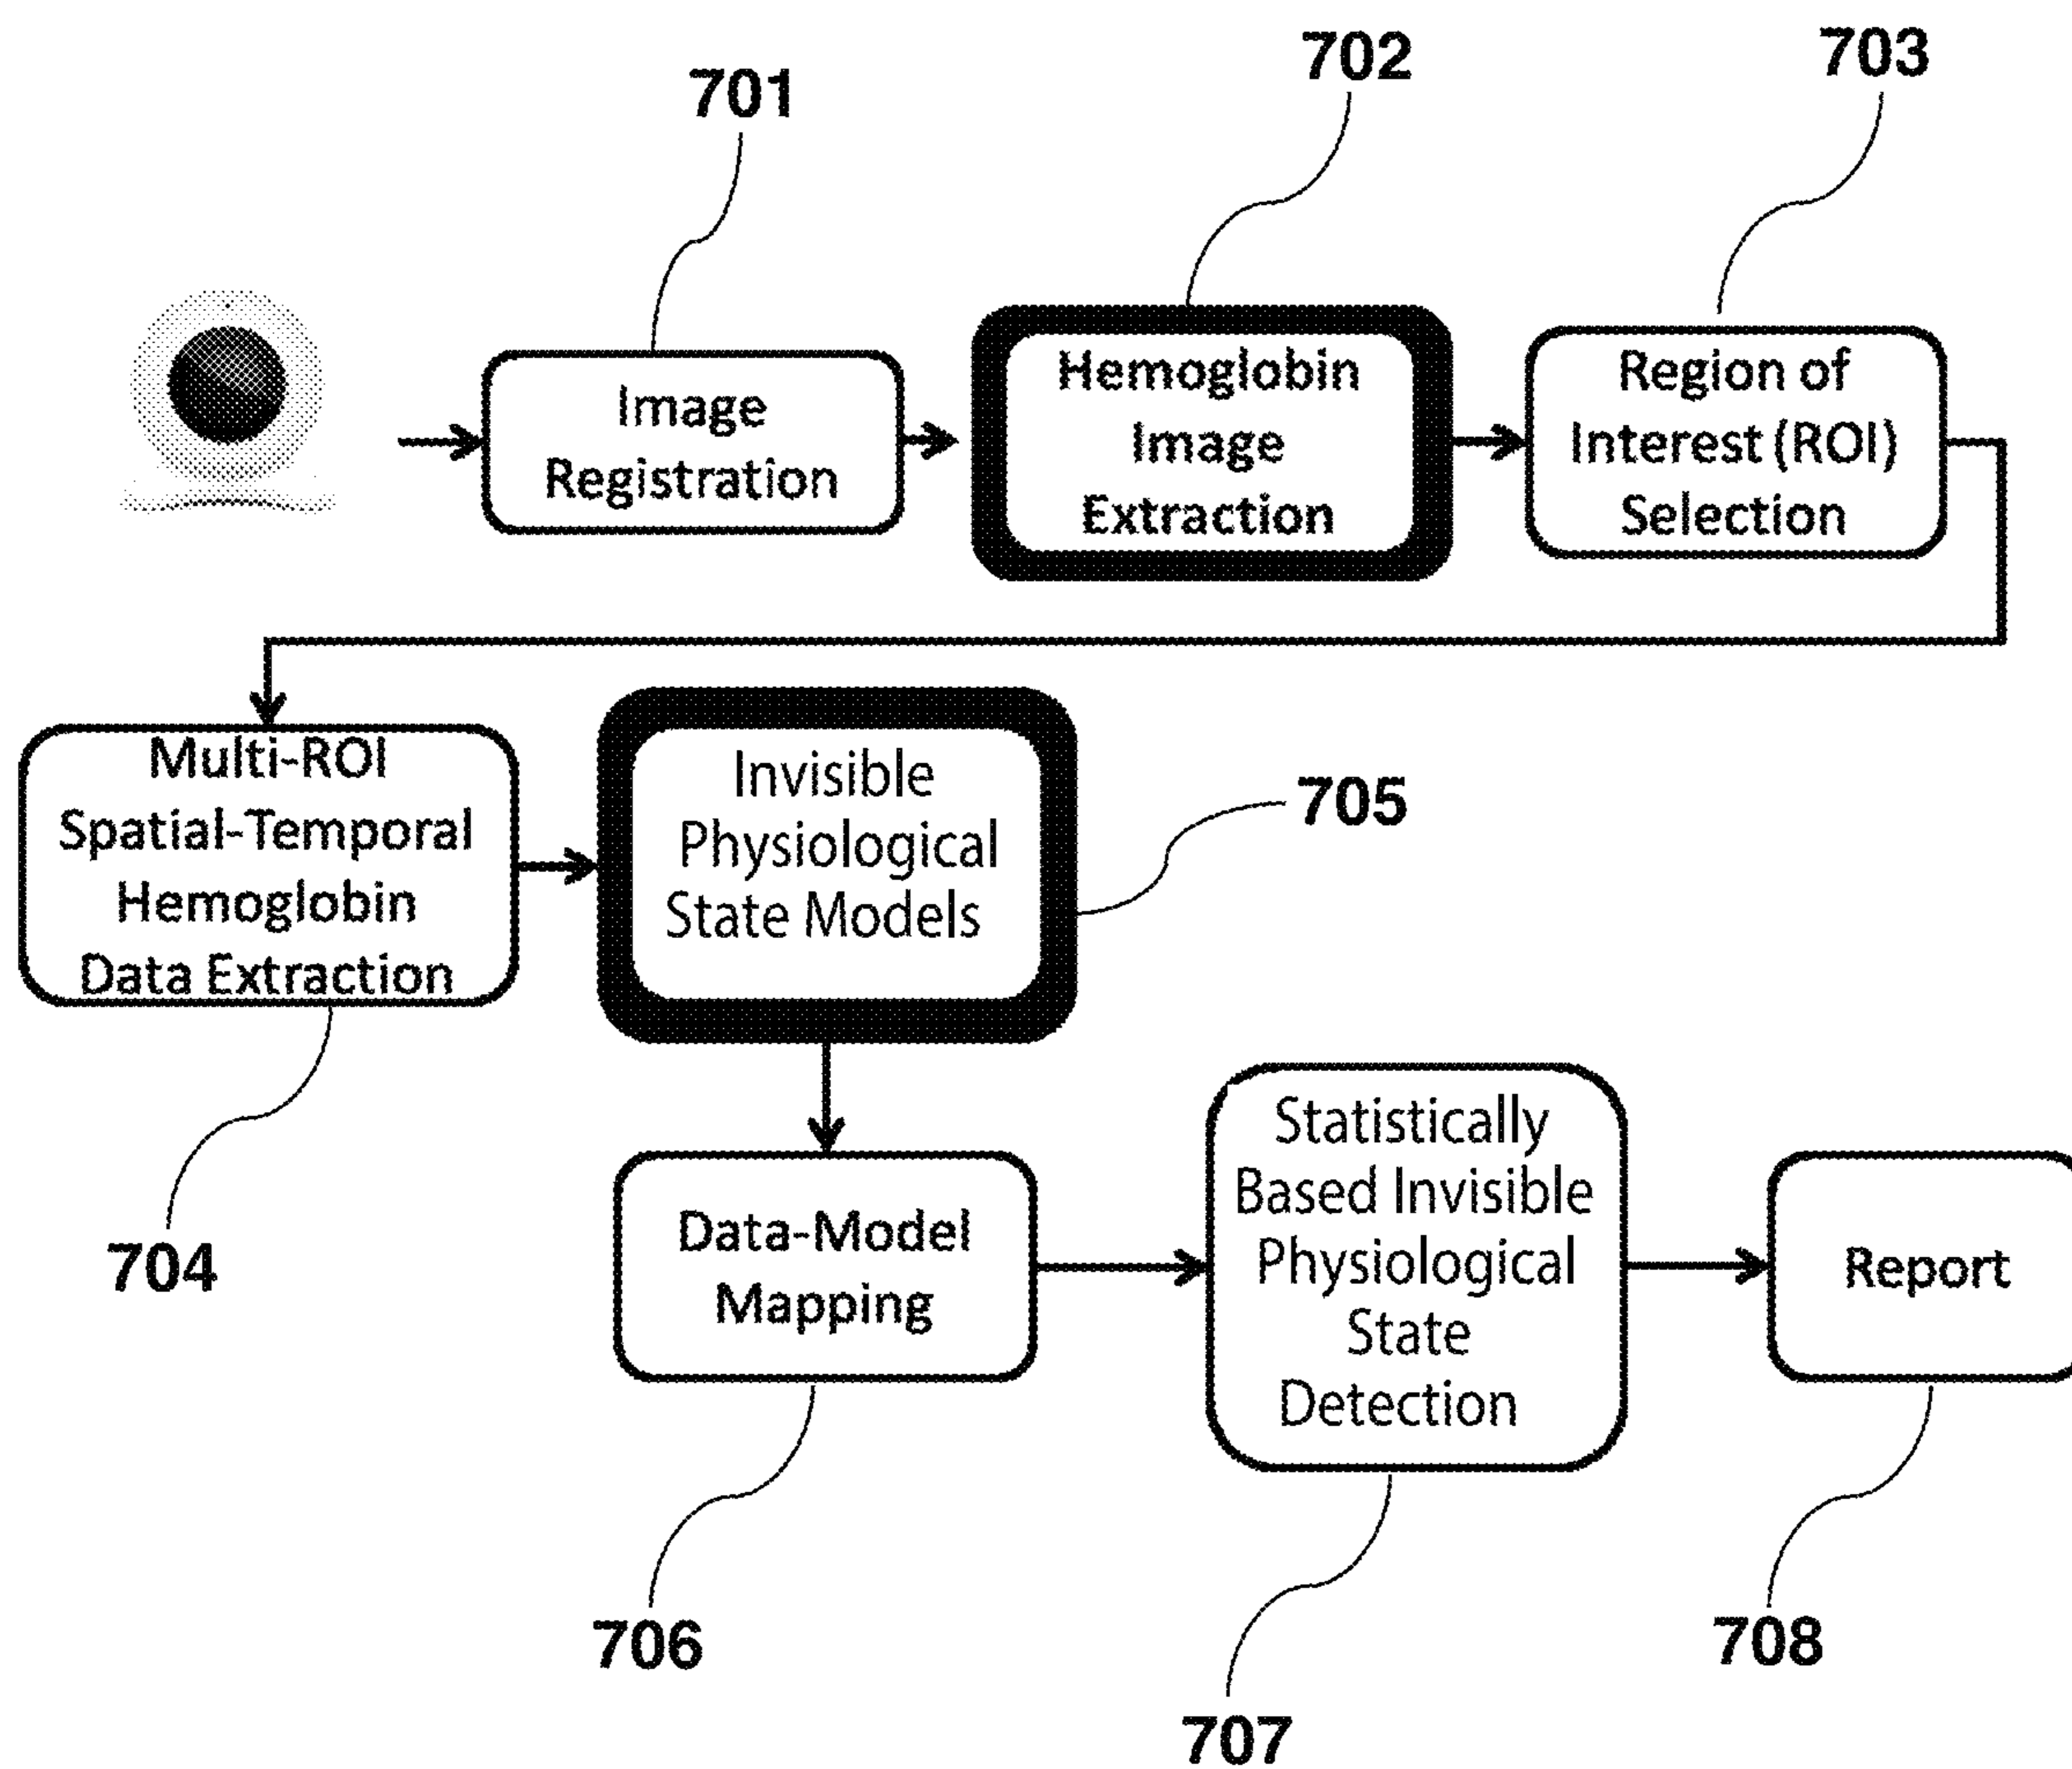 701
702
703
Image
Registration
Hemoglobin
Image
Extraction
Region of
Interest (ROI)
Selection
Multi-ROI
Spatial-Temporal
Hemoglobin
Data Extraction
Invisible
Physiological
State Models
705
704
Data-Model
Mapping
Statistically
Based Invisible
Physiological
State
Detection
Report
706
707
708